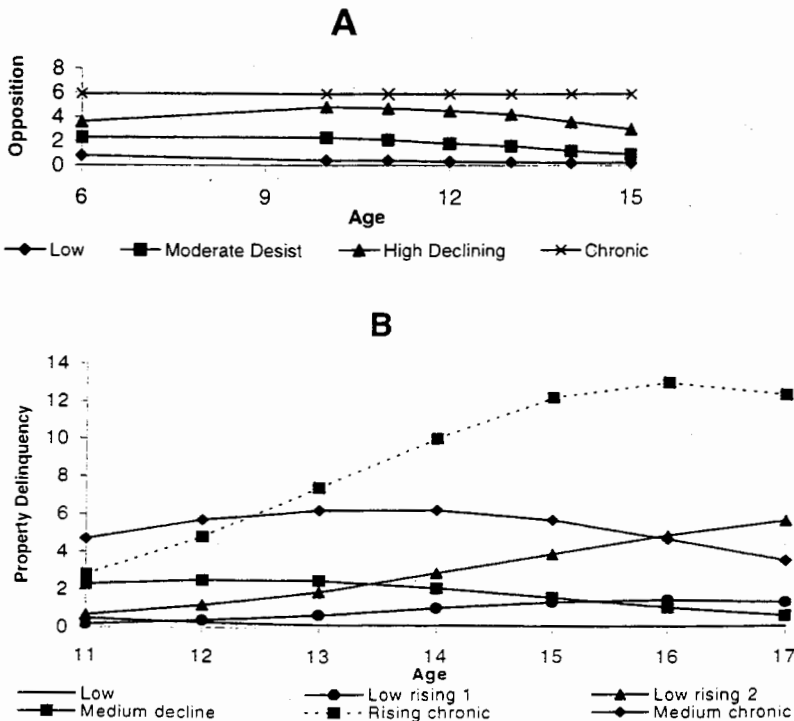 A
8
6
4
2
0
Opposition
6 9 12 15
Age
Low Moderate Desist High Declining Chronic
B
14
12
10
8
6
4
2
0
Property Delinquency
11 12 13 14 15 16 17
Age
Low Low rising 1 Low rising 2
Medium decline Rising chronic Medium chronic